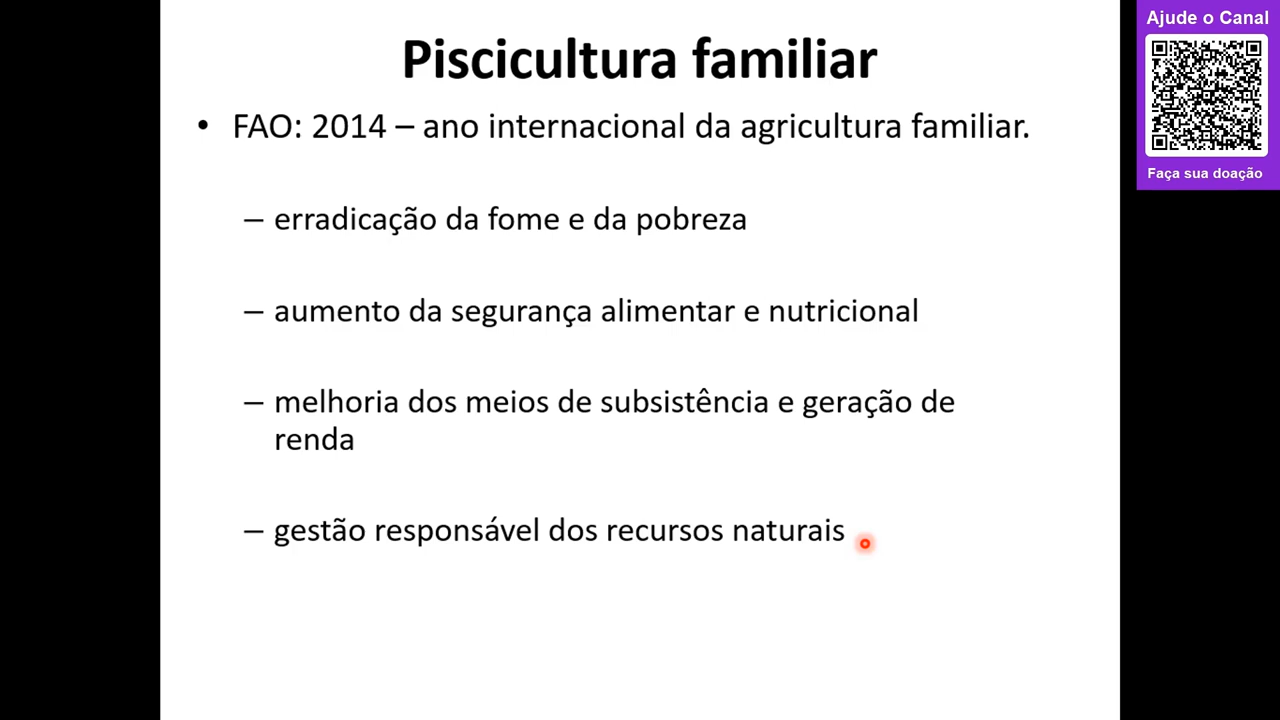 Piscicultura familiar
• FAO: 2014 – ano internacional da agricultura familiar.
– erradicação da fome e da pobreza
– aumento da segurança alimentar e nutricional
– melhoria dos meios de subsistência e geração de
renda
– gestão responsável dos recursos naturais
Ajude o Canal
Faça sua doação